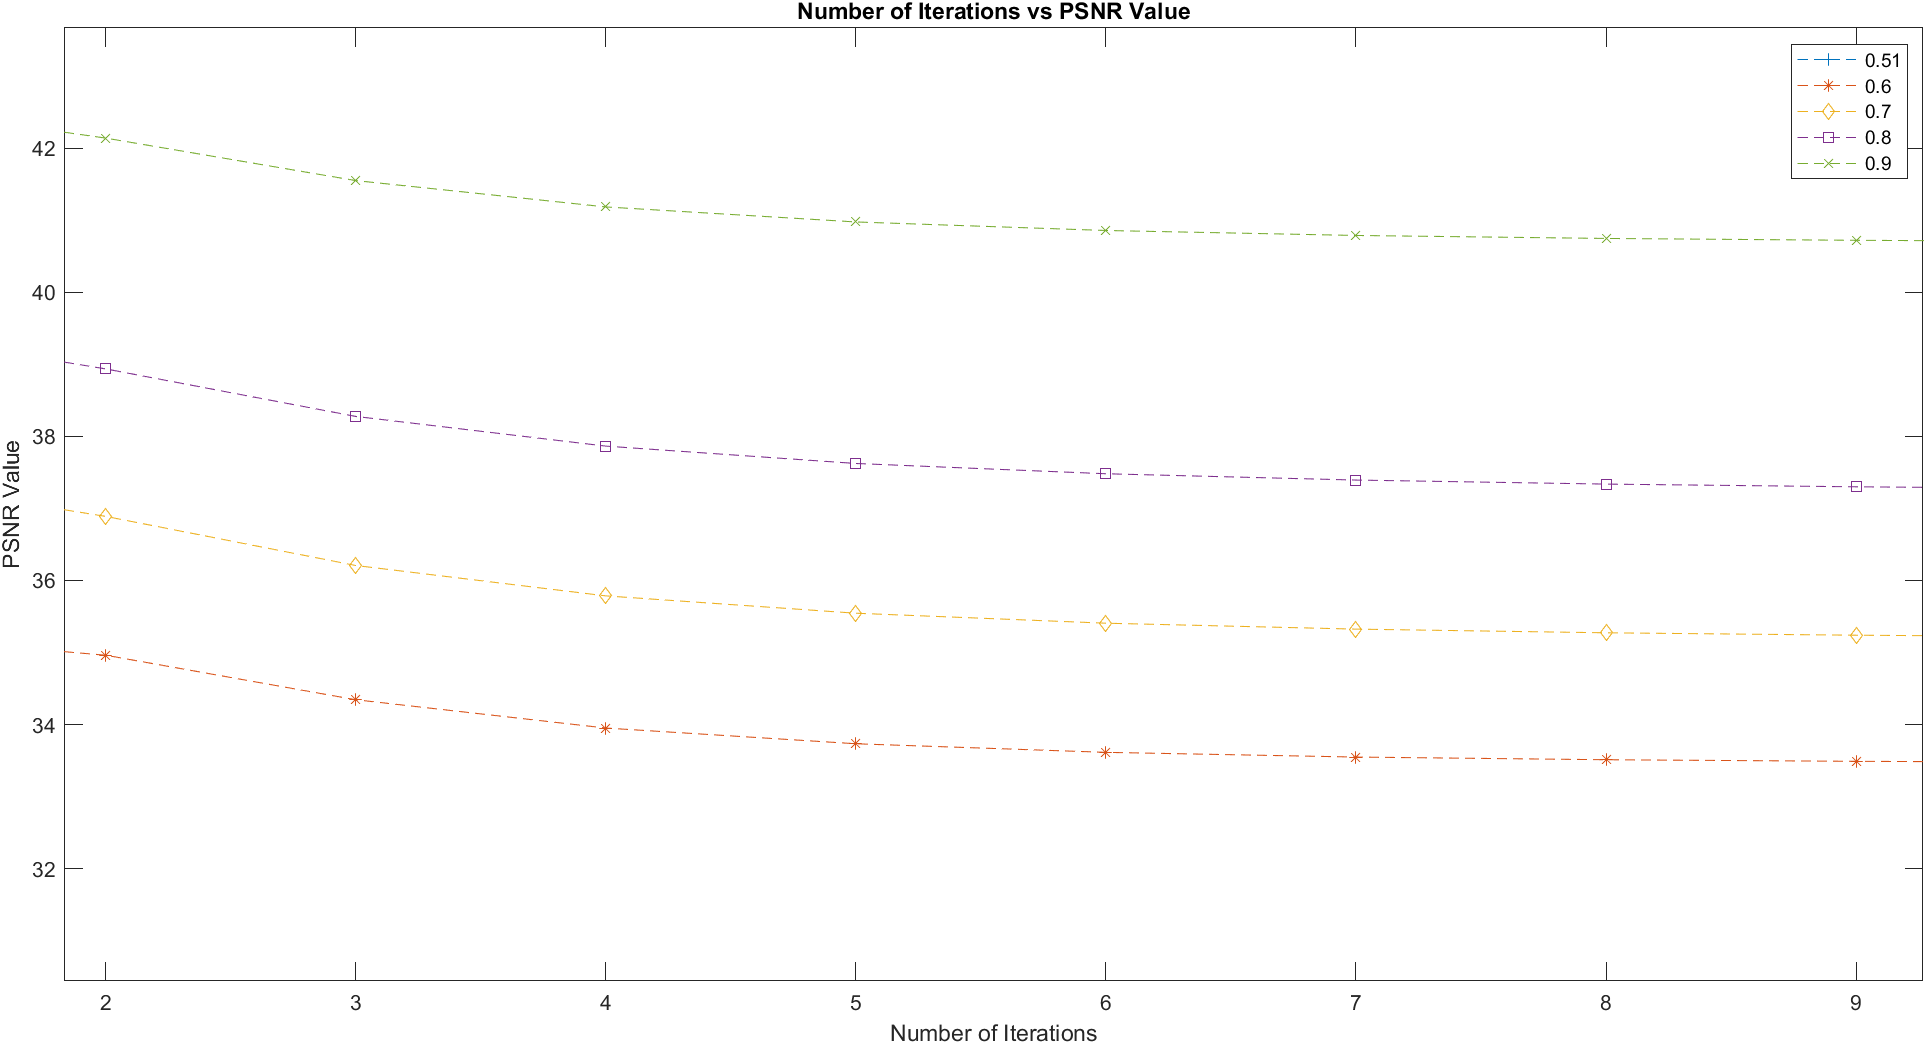 Number of Iterations vs PSNR Value
0.51
0.6
0.7
0.8
0.9
42
40
38
36
34
32
PSNR Value
2 3 4 5 6 7 8 9
Number of Iterations